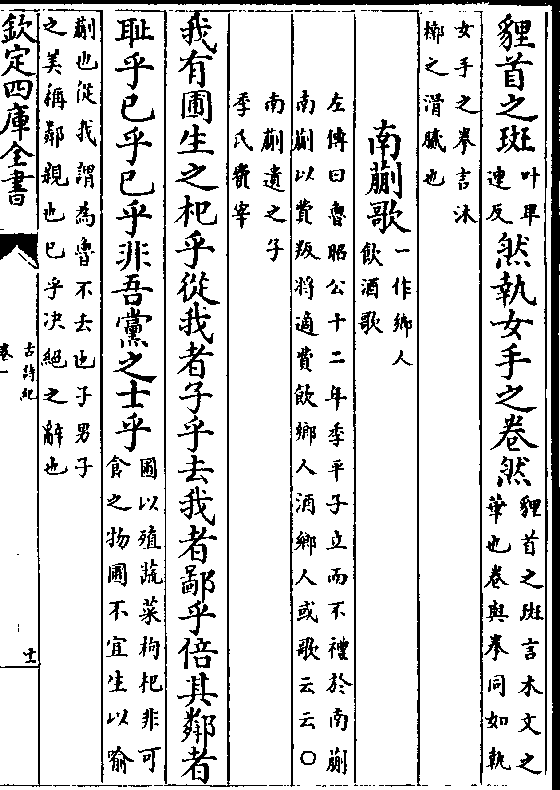 貍首之斑叶早連反然執女手之卷然貍首之斑言木文之華也卷與拳同如執
女手之拳言沐槨之滑膩也
南蒯歌一作鄉人飲酒歌
左傳曰魯昭公十二年季平子立而不禮於南蒯
南蒯以費叛將適費飲鄉人酒鄉人或歌云云○
南蒯遺之子
季氏費宰
我有圃生之杞乎從我者子乎去我者鄙乎倍其鄰者
耻乎已乎已乎非吾黨之士乎圃以殖蔬菜枸杞非可食之物圃不宜生以喻
蒯也從我謂為魯不去也子男子
之美稱鄰親也已乎決絕之辭也
欽定四庫全書
古詩紀
卷一
十一